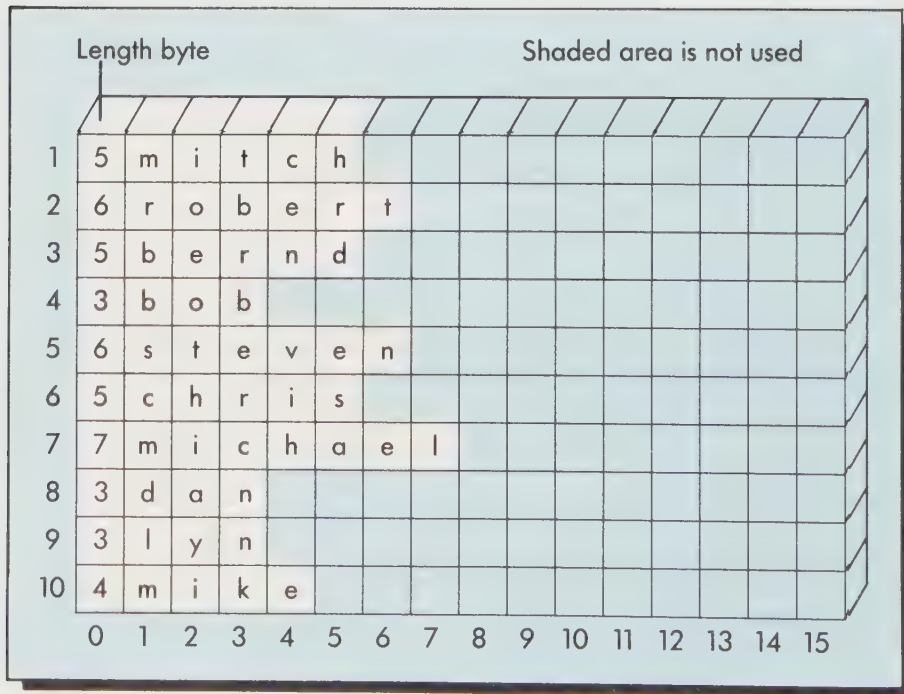 Length byte Shaded area is not used
1 5 m i t c h
2 6 r o b e r t
3 5 b e r n d
4 3 b o b
5 6 s t e v e n
6 5 c h r i s
7 7 m i c h a e l
8 3 d a n
9 3 l y n
10 4 m i k e
0 1 2 3 4 5 6 7 8 9 10 11 12 13 14 15